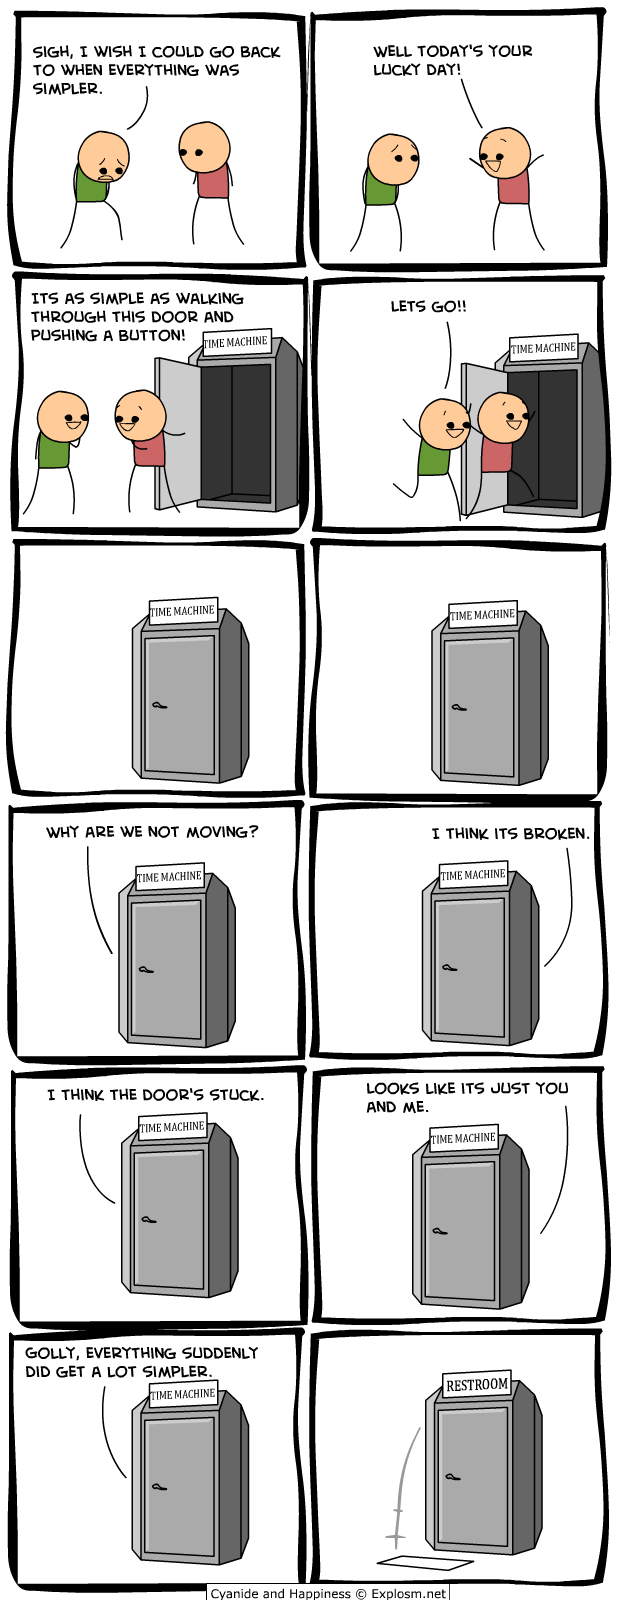 SIGH, I WISH I COULD GO BACK
TO WHEN EVERYTHING WAS
SIMPLER.
WELL TODAY'S YOUR
LUCKY DAY!
ITS AS SIMPLE AS WALKING
THROUGH THIS DOOR AND
PUSHING A BUTTON!
TIME MACHINE
LETS GO!!
TIME MACHINE
TIME MACHINE
TIME MACHINE
WHY ARE WE NOT MOVING?
TIME MACHINE
I THINK ITS BROKEN.
TIME MACHINE
I THINK THE DOOR'S STUCK.
TIME MACHINE
LOOKS LIKE ITS JUST YOU
AND ME.
TIME MACHINE
GOLLY, EVERYTHING SUDDENLY
DID GET A LOT SIMPLER.
TIME MACHINE
RESTROOM
Cyanide and Happiness © Explosm.net